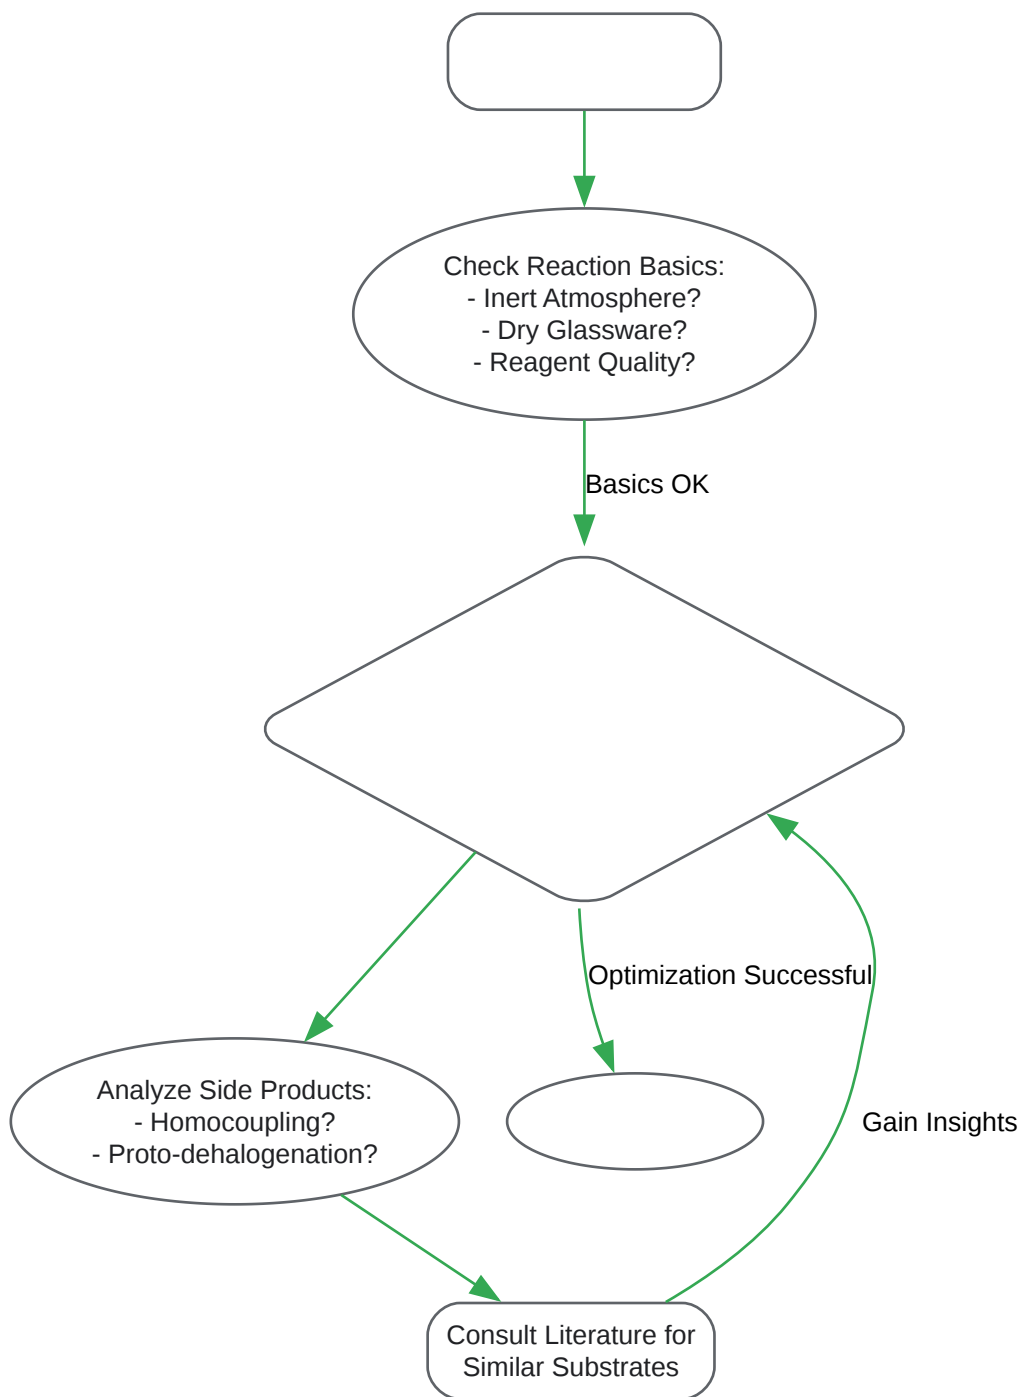 Check Reaction Basics:
- Inert Atmosphere?
- Dry Glassware?
- Reagent Quality?
Basics OK
Optimization Successful
Analyze Side Products:
- Homocoupling?
- Proto-dehalogenation?
Gain Insights
Consult Literature for
Similar Substrates